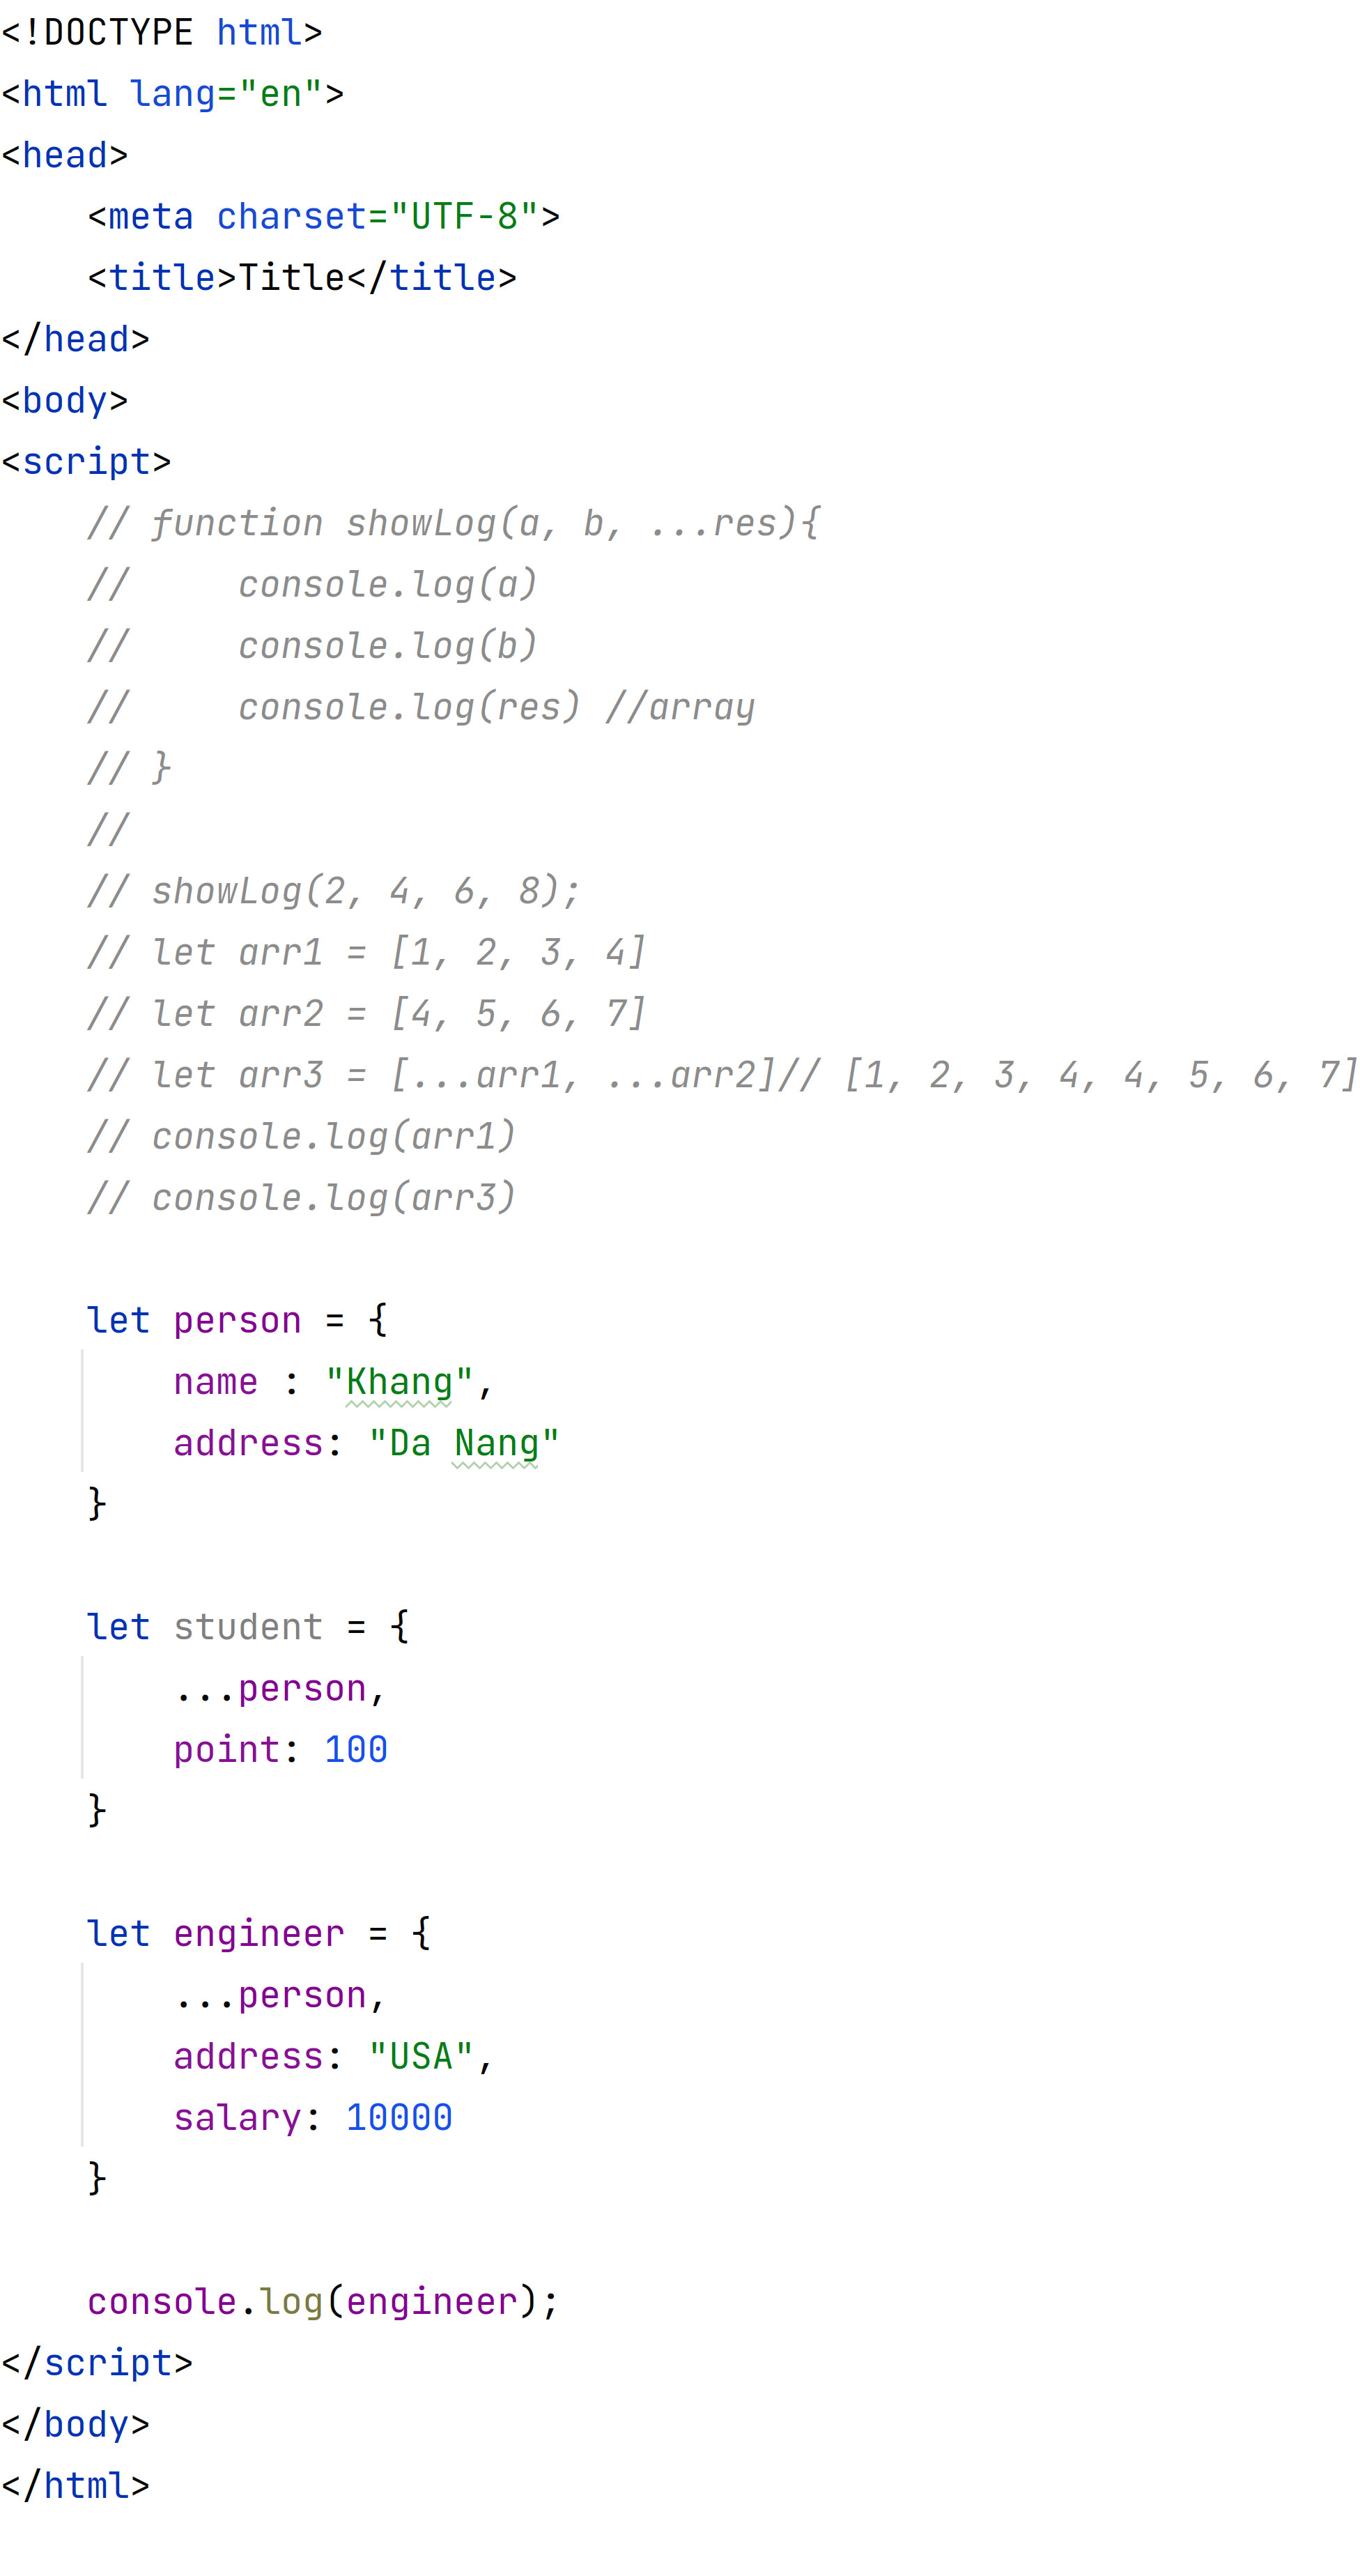 <!DOCTYPE html>
<html lang="en">
<head>
    <meta charset="UTF-8">
    <title>Title</title>
</head>
<body>
<script>
    // function showLog(a, b, ...res){
    //     console.log(a)
    //     console.log(b)
    //     console.log(res) //array
    // }
    //
    // showLog(2, 4, 6, 8);
    // let arr1 = [1, 2, 3, 4]
    // let arr2 = [4, 5, 6, 7]
    // let arr3 = [...arr1, ...arr2]// [1, 2, 3, 4, 4, 5, 6, 7]
    // console.log(arr1)
    // console.log(arr3)

    let person = {
        name : "Khang",
        address: "Da Nang"
    }

    let student = {
        ...person,
        point: 100
    }

    let engineer = {
        ...person,
        address: "USA",
        salary: 10000
    }

    console.log(engineer);
</script>
</body>
</html>